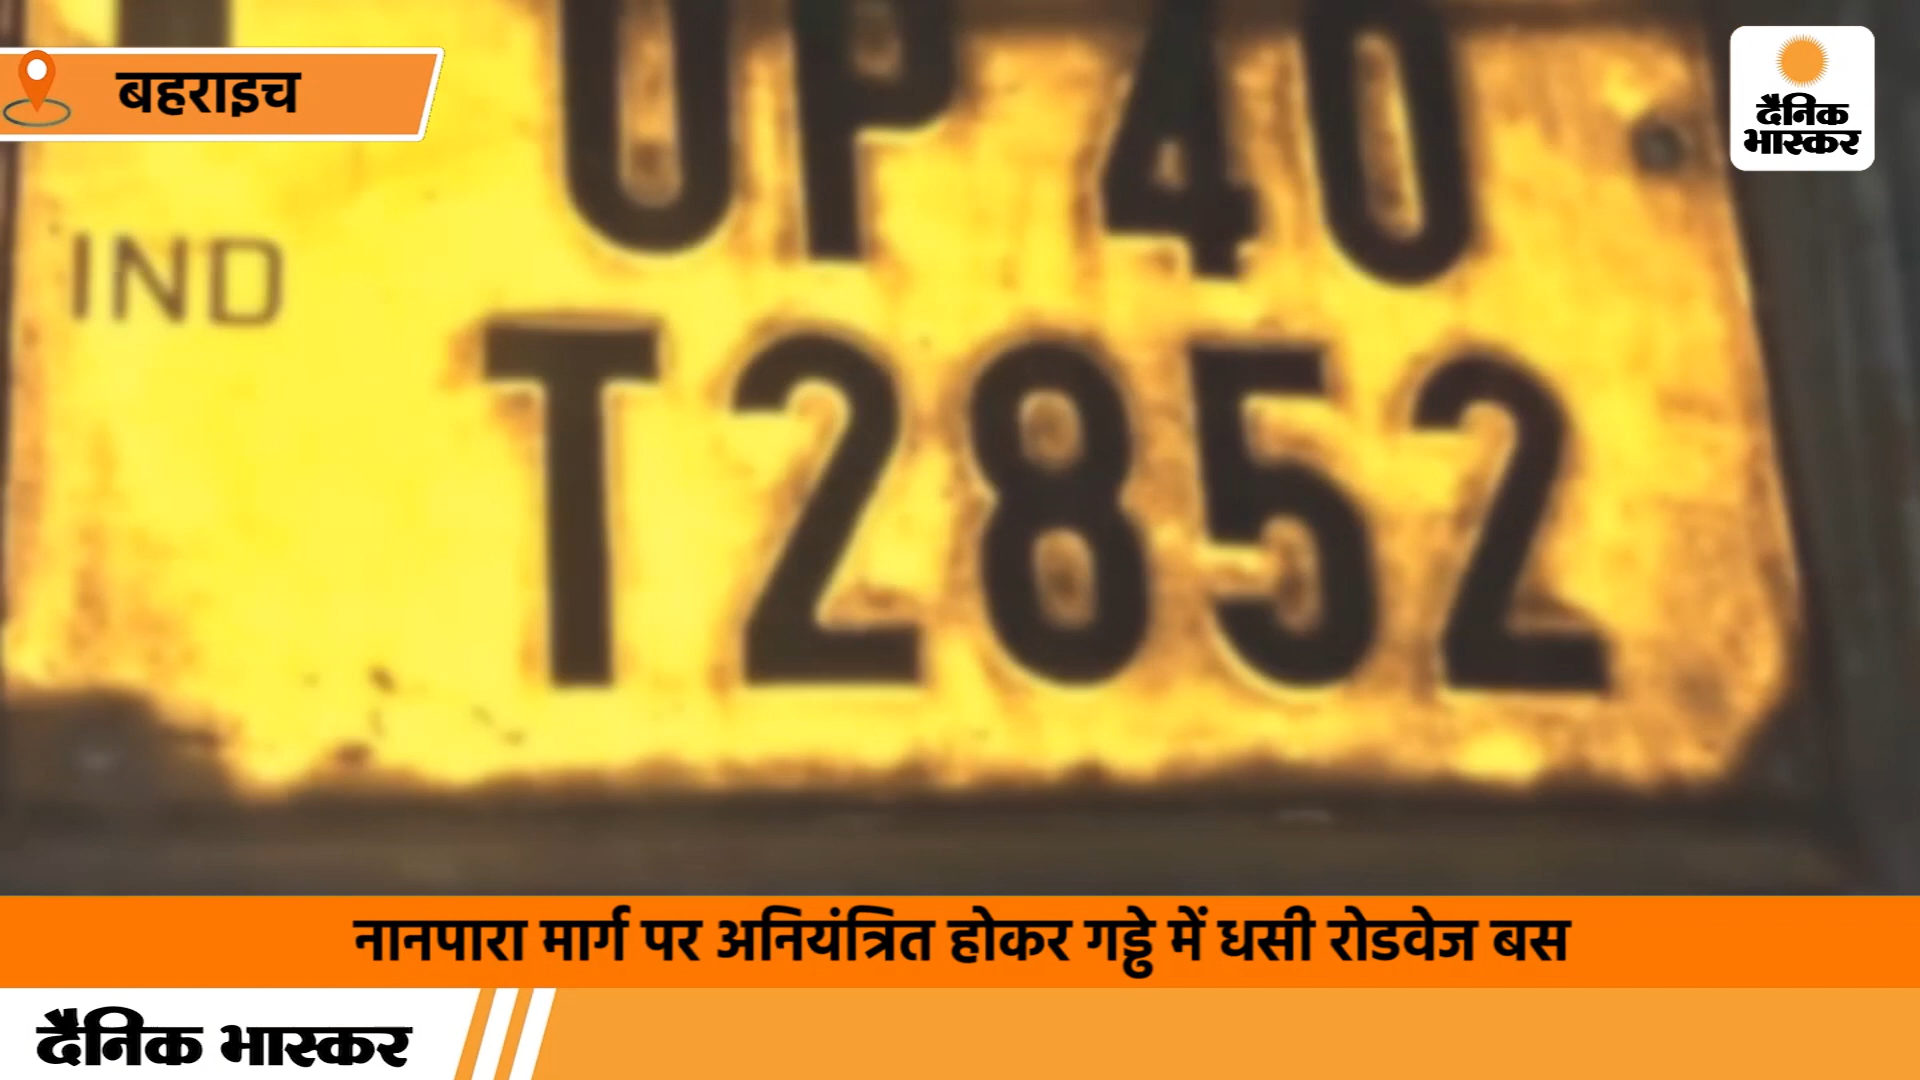 UP 40
बहराइच
दैनिक
भास्कर
IND
T2852
नानपारा मार्ग पर अनियंत्रित होकर गड्ढे में धसी रोडवेज बस
दैनिक भास्कर